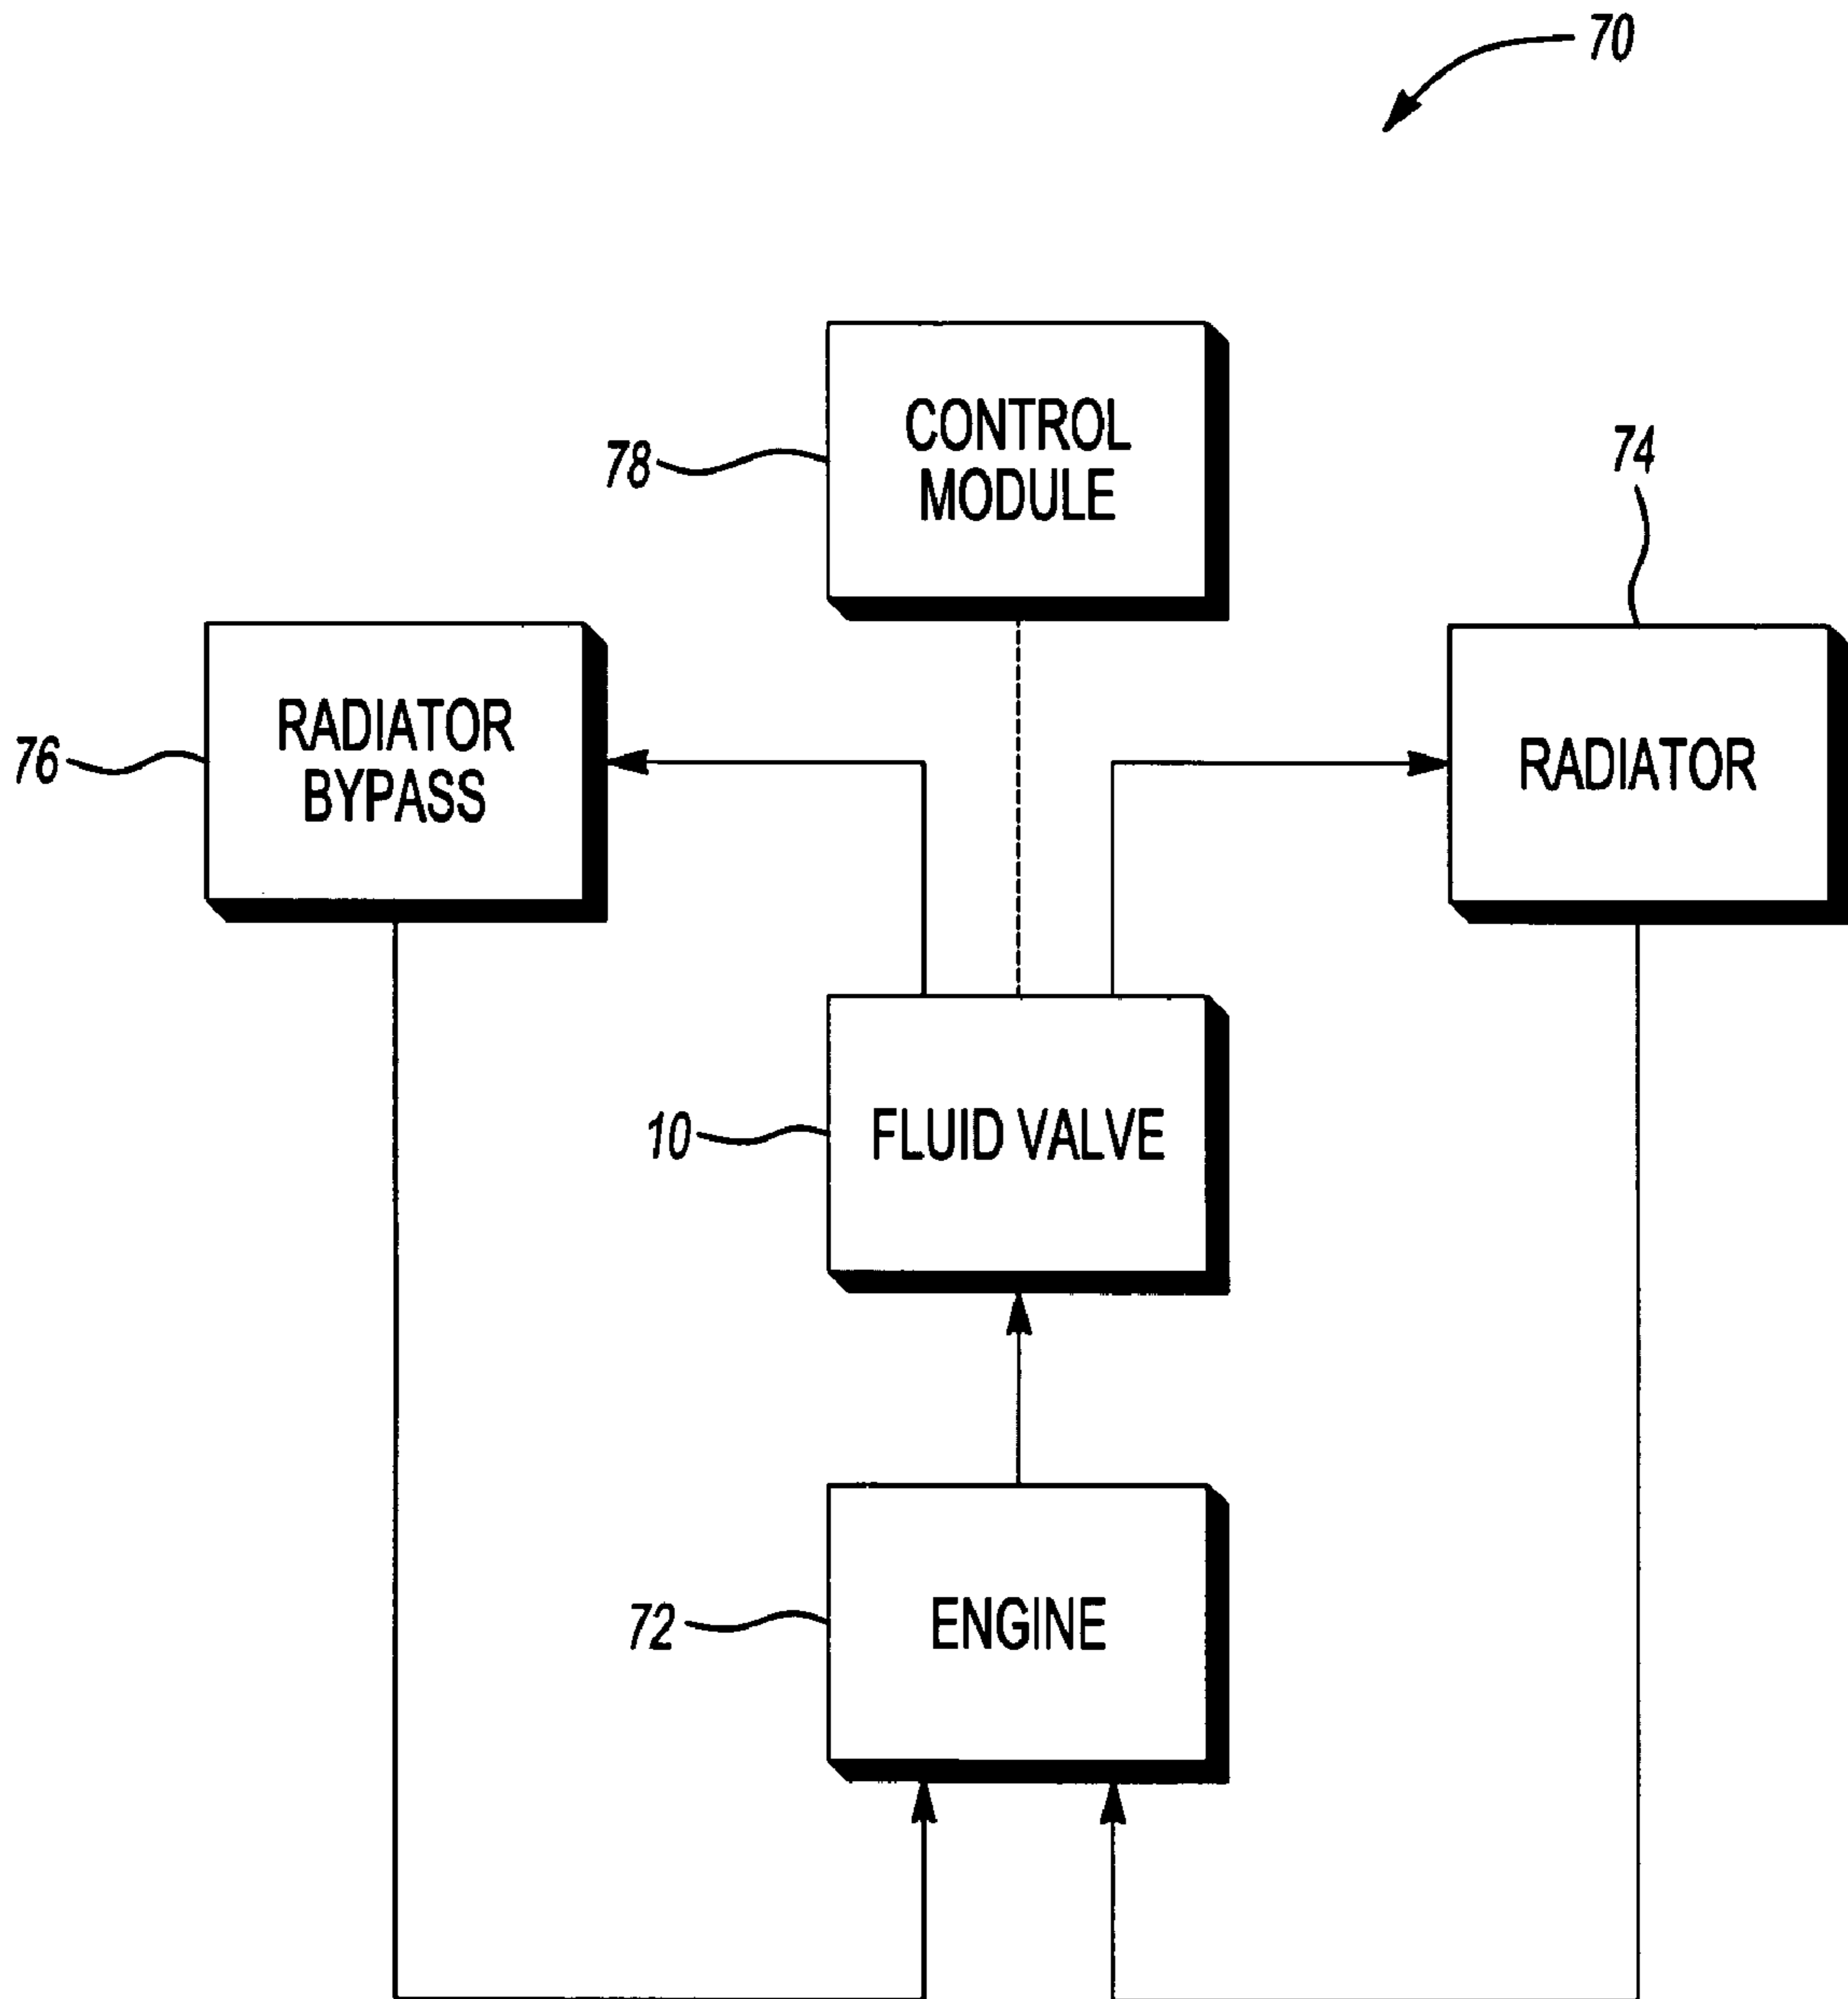 70
CONTROL
MODULE
78
74
RADIATOR
BYPASS
76
RADIATOR
10
FLUID VALVE
72
ENGINE